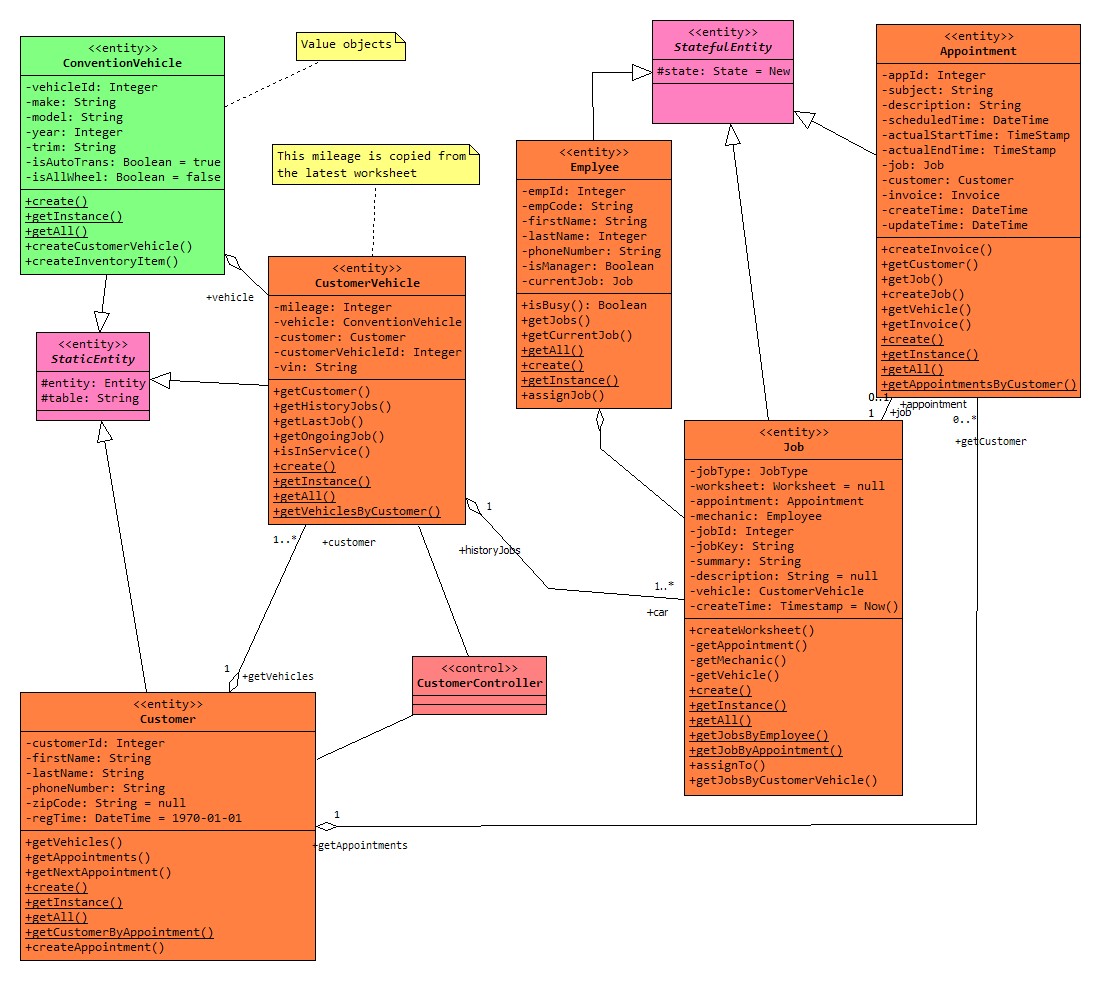 <<entity>>
ConventionVehicle
-vehicleId: Integer
-make: String
-model: String
-year: Integer
-trim: String
-isAutoTrans: Boolean = true
-isAllWheel: Boolean = false
+create()
+getInstance()
+getAll()
+createCustomerVehicle()
+createInventoryItem()
Value objects
This mileage is copied from
the latest worksheet
<<entity>>
StatefulEntity
#state: State = New
<<entity>>
Appointment
-appId: Integer
-subject: String
-description: String
-scheduledTime: DateTime
-actualStartTime: TimeStamp
-actualEndTime: TimeStamp
-job: Job
-customer: Customer
-invoice: Invoice
-createTime: DateTime
-updateTime: DateTime
+createInvoice()
+getCustomer()
+getJob()
+createJob()
+getVehicle()
+getInvoice()
+create()
+getInstance()
+getAll()
+getAppointmentsByCustomer()
<<entity>>
Emplyee
-empId: Integer
-empCode: String
-firstName: String
-lastName: Integer
-phoneNumber: String
-isManager: Boolean
-currentJob: Job
+isBusy(): Boolean
+getJobs()
+getCurrentJob()
+getAll()
+create()
+getInstance()
+assignJob()
+vehicle
<<entity>>
CustomerVehicle
-mileage: Integer
-vehicle: ConventionVehicle
-customer: Customer
-customerVehicleId: Integer
-vin: String
+getCustomer()
+getHistoryJobs()
+getLastJob()
+getOngoingJob()
+isInService()
+create()
+getInstance()
+getAll()
+getVehiclesByCustomer()
<<entity>>
StaticEntity
#entity: Entity
#table: String
0..1
+appointment
1
+job
0..*
+getCustomer
<<entity>>
Job
-jobType: JobType
-worksheet: Worksheet = null
-appointment: Appointment
-mechanic: Employee
-jobId: Integer
-jobKey: String
-summary: String
-description: String = null
-vehicle: CustomerVehicle
-createTime: Timestamp = Now()
+createWorksheet()
-getAppointment()
-getMechanic()
-getVehicle()
+create()
+getInstance()
+getAll()
+getJobsByEmployee()
+getJobByAppointment()
+assignTo()
+getJobsByCustomerVehicle()
1
+historyJobs
1..*
+car
1..*
+customer
1
+getVehicles
<<control>>
CustomerController
<<entity>>
Customer
-customerId: Integer
-firstName: String
-lastName: String
-phoneNumber: String
-zipCode: String = null
-regTime: DateTime = 1970-01-01
+getVehicles()
+getAppointments()
+getNextAppointment()
+create()
+getInstance()
+getAll()
+getCustomerByAppointment()
+createAppointment()
1
+getAppointments